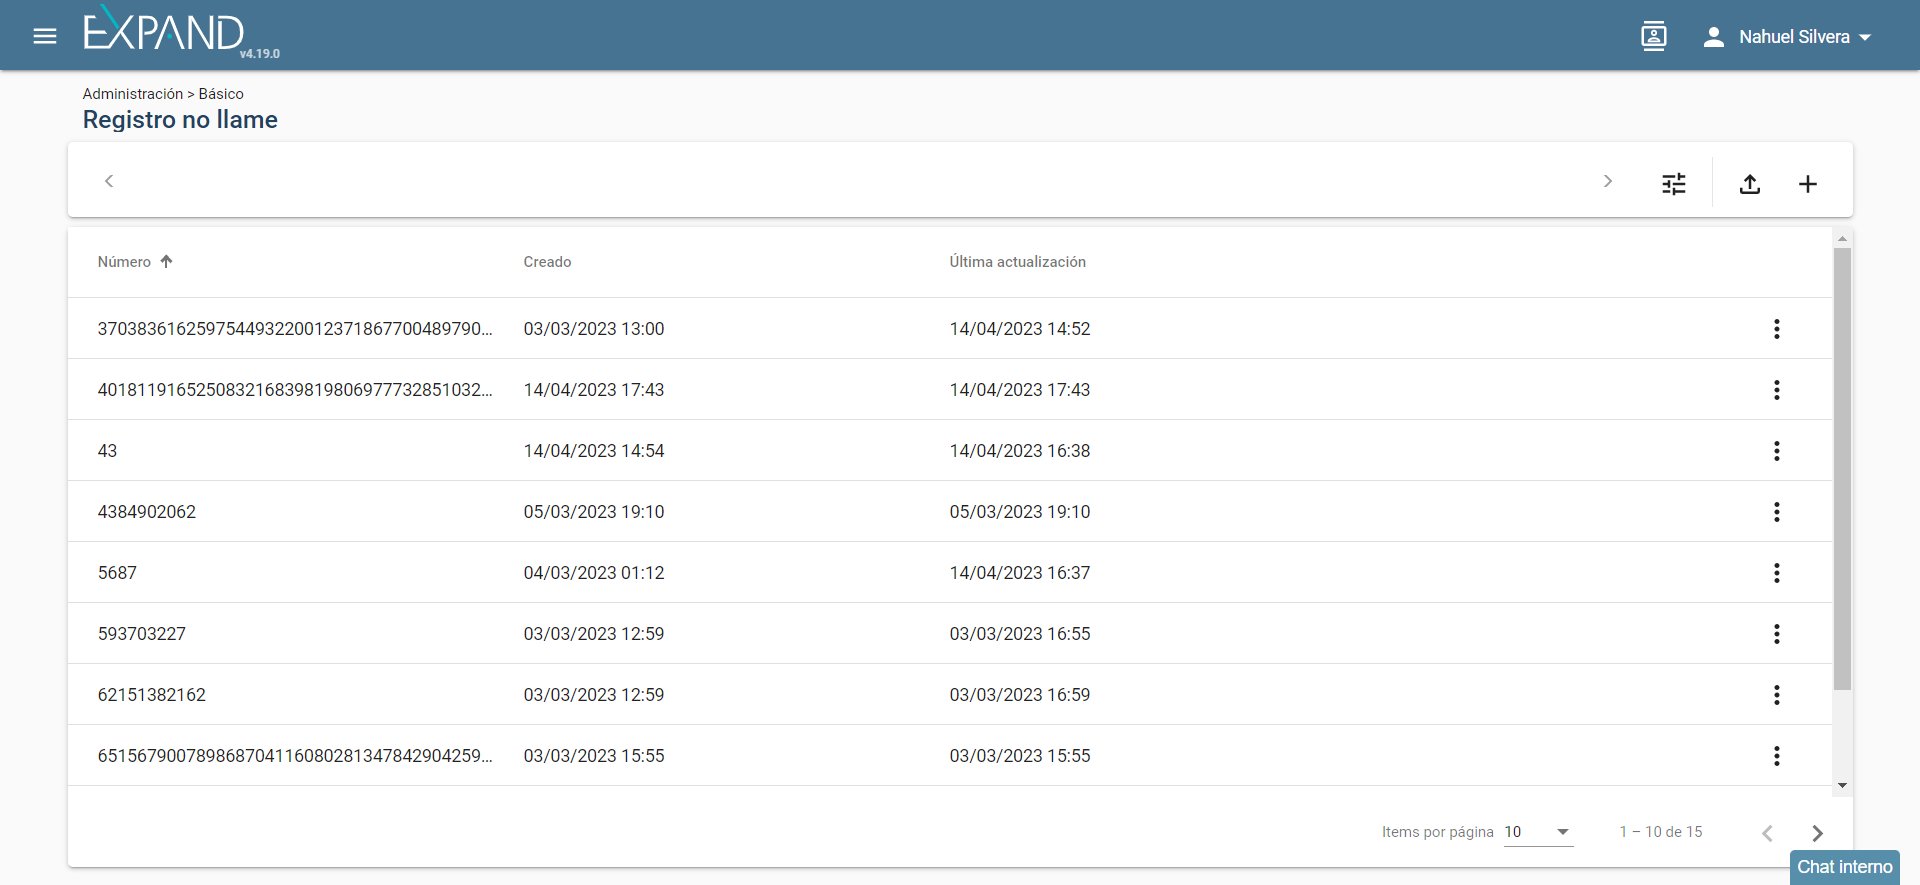 EXPAND
v4.19.0
Nahuel Silvera
Administración > Básico
Registro no llame
Número Creado Última actualización
370383616259754493220012371867700489790... 03/03/2023 13:00 14/04/2023 14:52
401811916525083216839819806977732851032... 14/04/2023 17:43 14/04/2023 17:43
43 14/04/2023 14:54 14/04/2023 16:38
4384902062 05/03/2023 19:10 05/03/2023 19:10
5687 04/03/2023 01:12 14/04/2023 16:37
593703227 03/03/2023 12:59 03/03/2023 16:55
62151382162 03/03/2023 12:59 03/03/2023 16:59
651567900789868704116080281347842904259... 03/03/2023 15:55 03/03/2023 15:55
Items por página 10 1 – 10 de 15
Chat interno